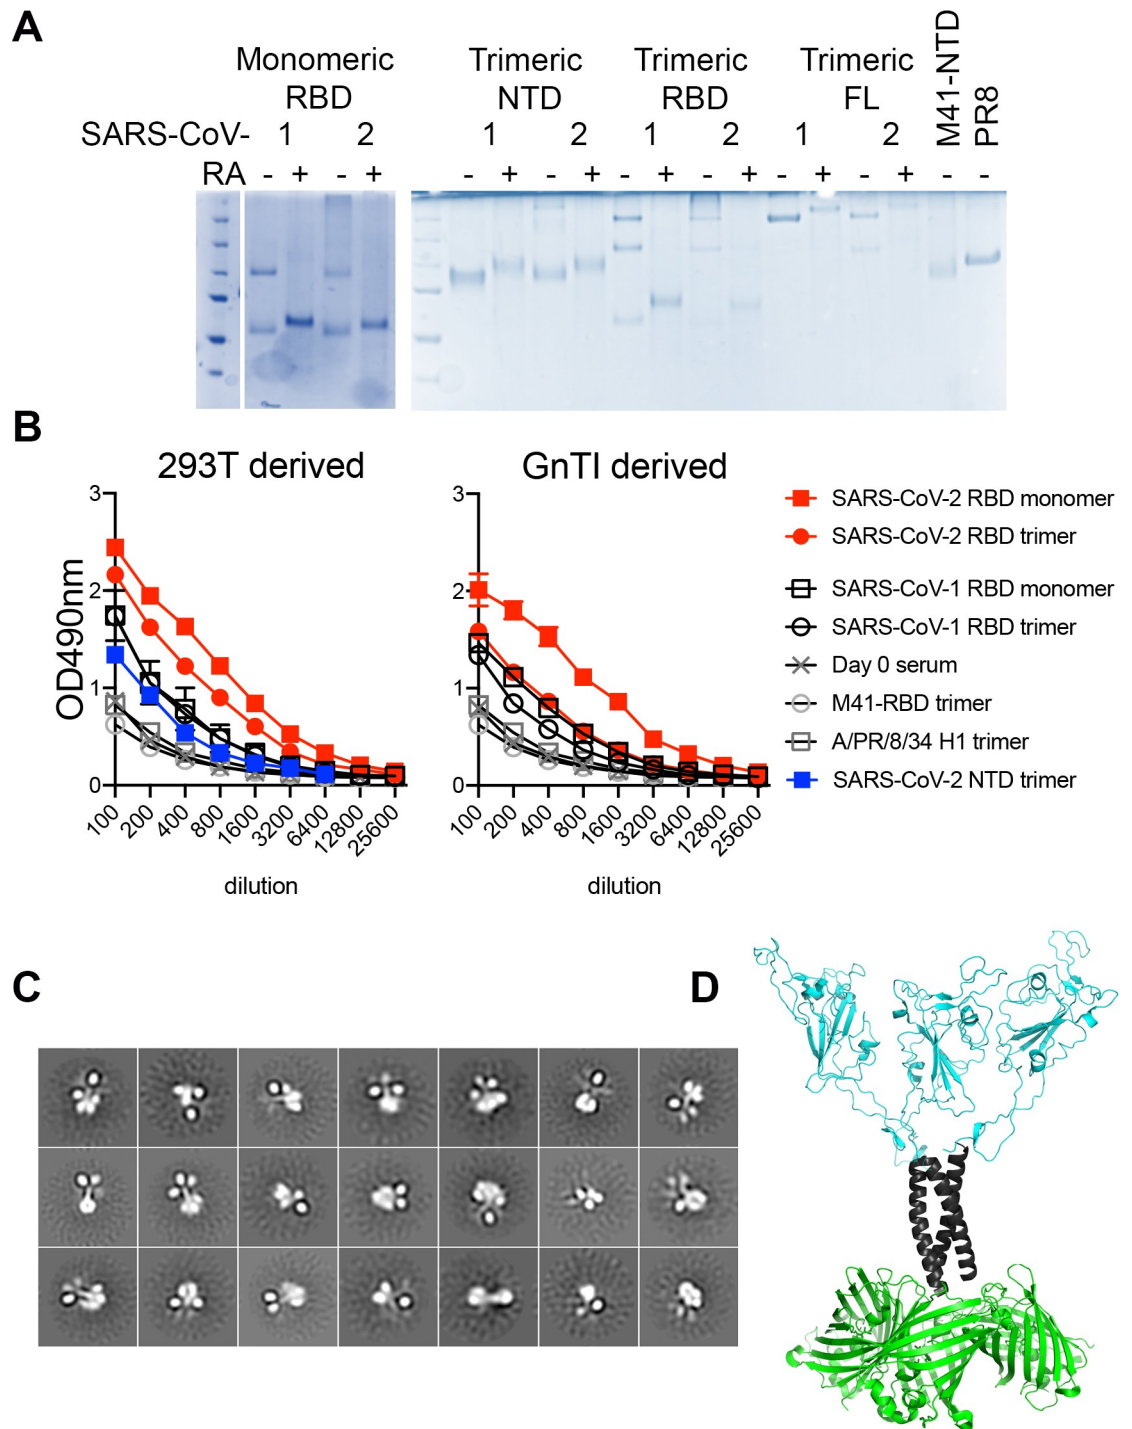 A
Monomeric
RBD
Trimeric
NTD
Trimeric
RBD
Trimeric
FL
M41-NTD
PR8
SARS-CoV- 1 2 1 2 1 2 1 2
RA - + - + - + - + - + - + - + - + - -
B
293T derived
GnTI derived
OD490nm
3
2
1
0
100 200 400 800 1600 3200 6400 12800 25600
dilution
3
2
1
0
100 200 400 800 1600 3200 6400 12800 25600
dilution
SARS-CoV-2 RBD monomer
SARS-CoV-2 RBD trimer
SARS-CoV-1 RBD monomer
SARS-CoV-1 RBD trimer
Day 0 serum
M41-RBD trimer
A/PR/8/34 H1 trimer
SARS-CoV-2 NTD trimer
C
D